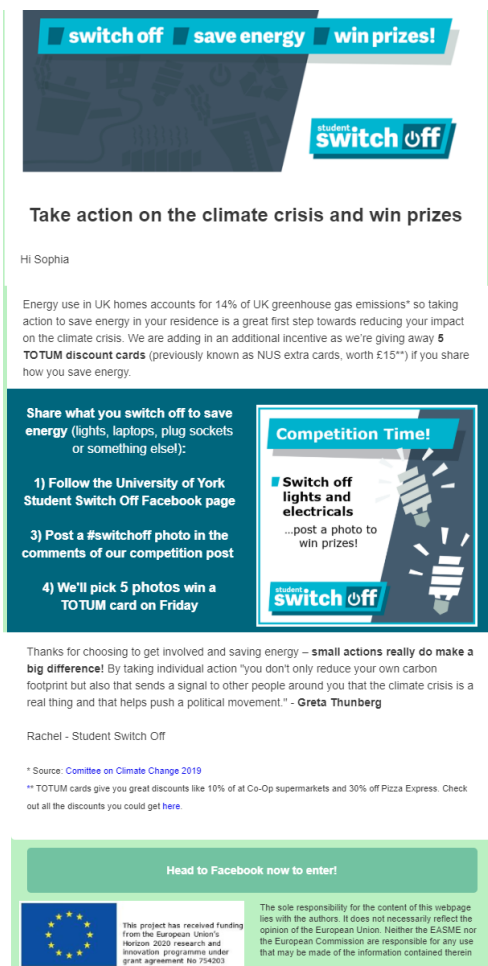 switch off save energy win prizes!
student
switch off
Take action on the climate crisis and win prizes
Hi Sophia
Energy use in UK homes accounts for 14% of UK greenhouse gas emissions* so taking
action to save energy in your residence is a great first step towards reducing your impact
on the climate crisis. We are adding in an additional incentive as we're giving away 5
TOTUM discount cards (previously known as NUS extra cards, worth £15**) if you share
how you save energy.
Share what you switch off to save
energy (lights, laptops, plug sockets
or something else!):
1) Follow the University of York
Student Switch Off Facebook page
3) Post a #switchoff photo in the
comments of our competition post
4) We'll pick 5 photos win a
TOTUM card on Friday
Competition Time!
Switch off
lights and
electricals
...post a photo to
win prizes!
student
switch off
Thanks for choosing to get involved and saving energy – small actions really do make a
big difference! By taking individual action "you don't only reduce your own carbon
footprint but also that sends a signal to other people around you that the climate crisis is a
real thing and that helps push a political movement." - Greta Thunberg
Rachel - Student Switch Off
* Source: Comittee on Climate Change 2019
** TOTUM cards give you great discounts like 10% of at Co-Op supermarkets and 30% off Pizza Express. Check
out all the discounts you could get here.
Head to Facebook now to enter!
This project has received funding
from the European Union's
Horizon 2020 research and
innovation programme under
grant agreement No 754203
The sole responsibility for the content of this webpage
lies with the authors. It does not necessarily reflect the
opinion of the European Union. Neither the EASME nor
the European Commission are responsible for any use
that may be made of the information contained therein